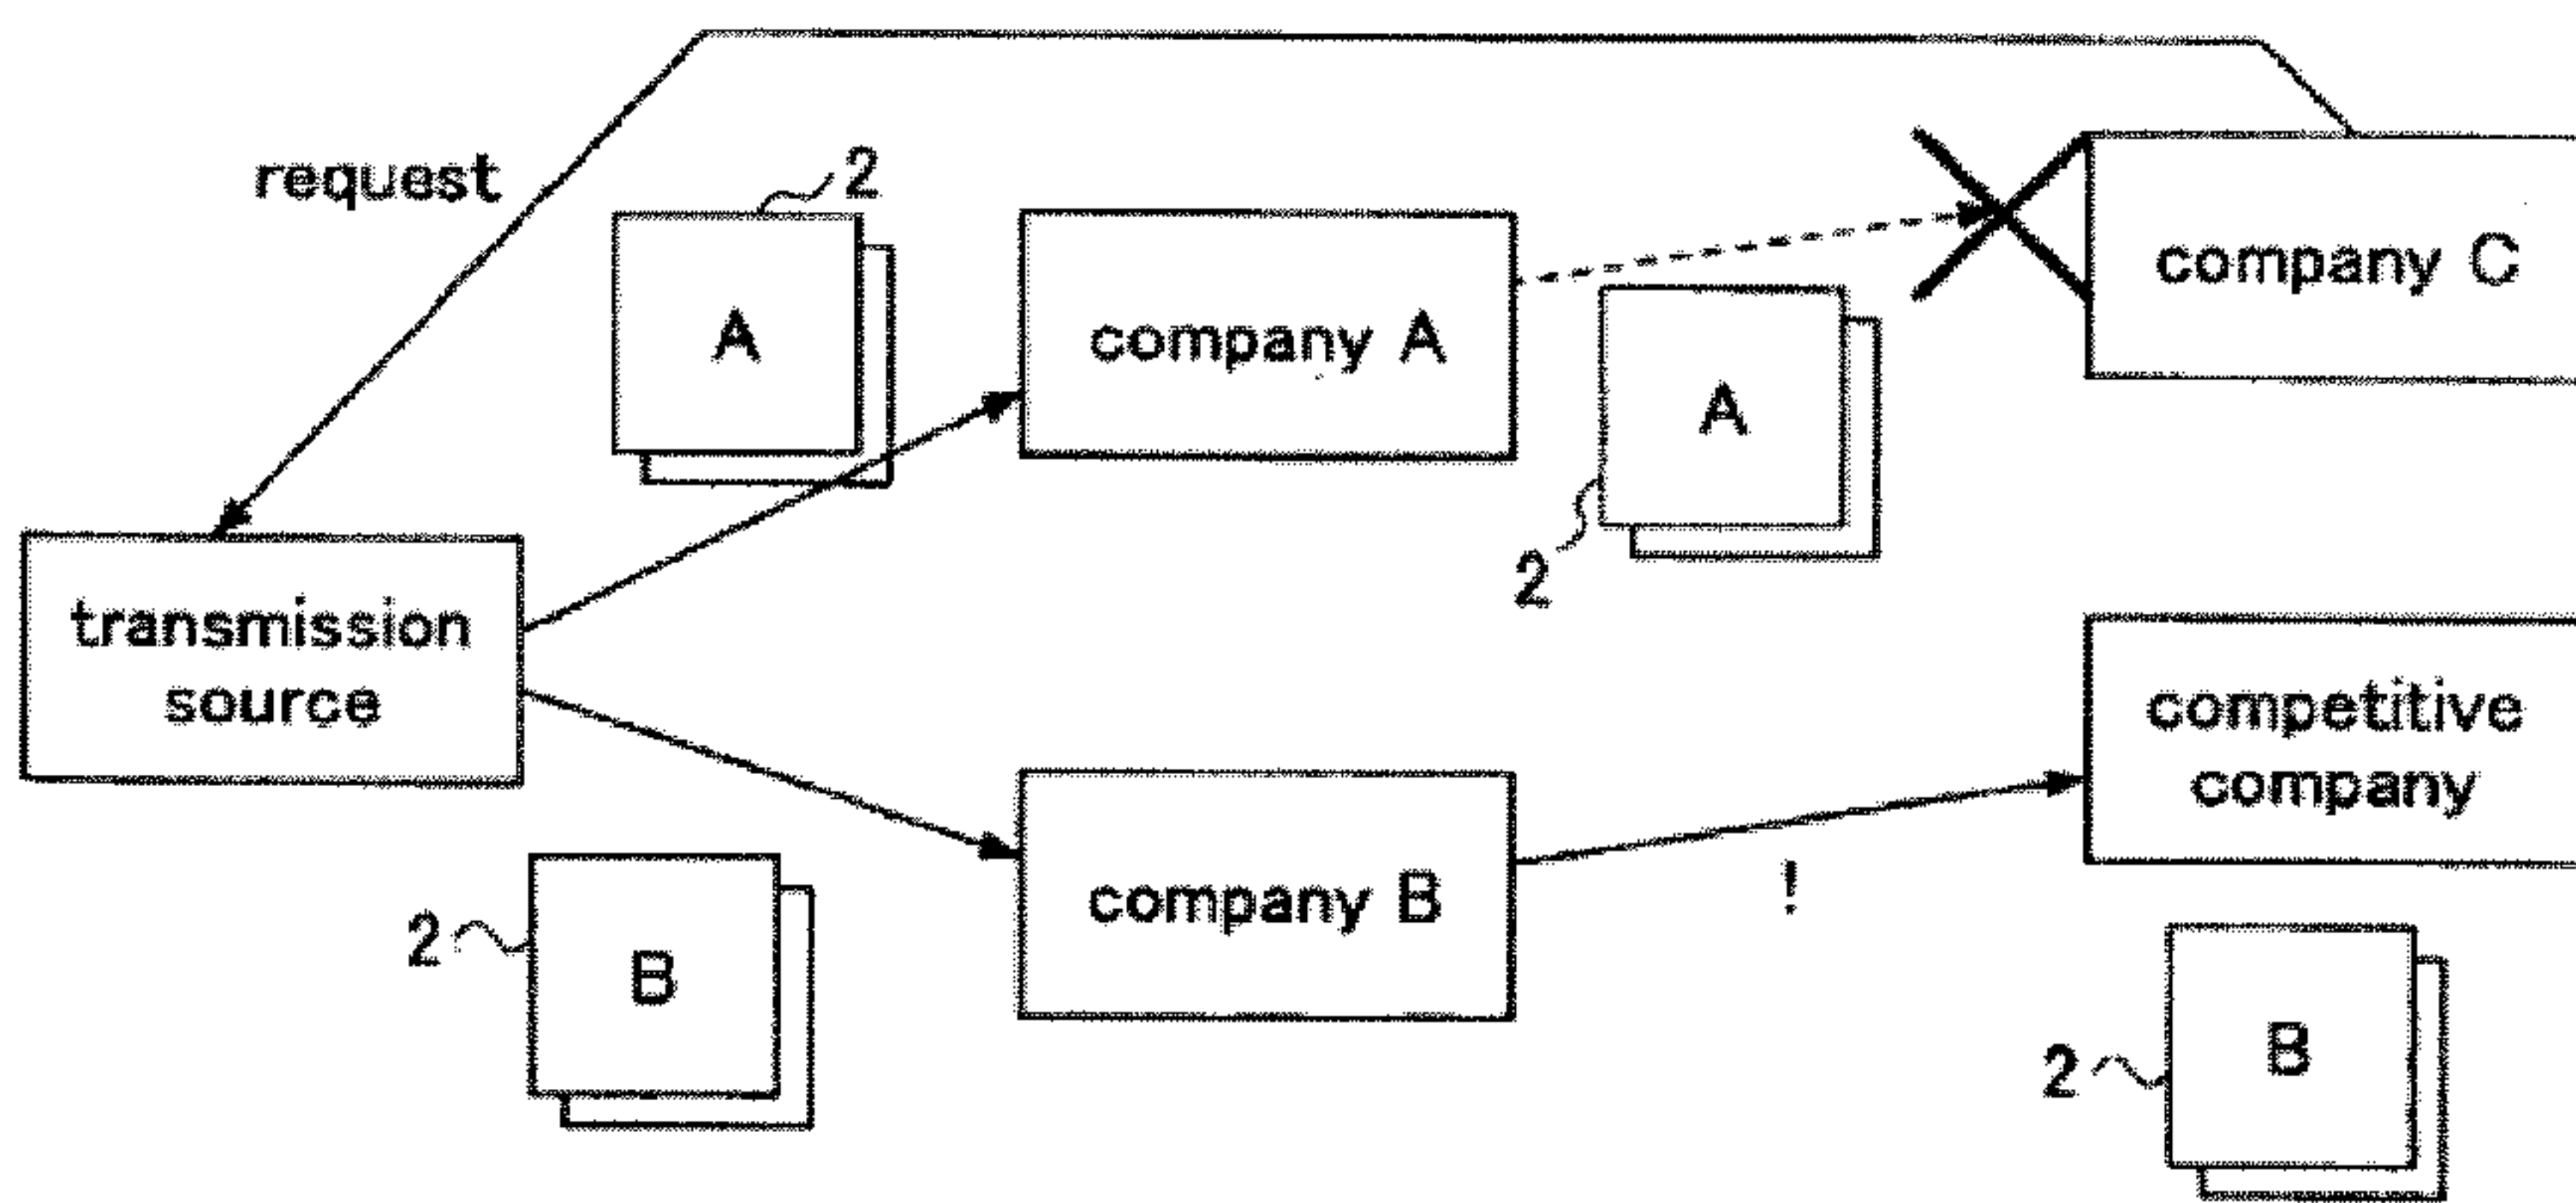 request
2
A
company A
company C
A
2
transmission
source
competitive
company
company B
!
2
B
B
2